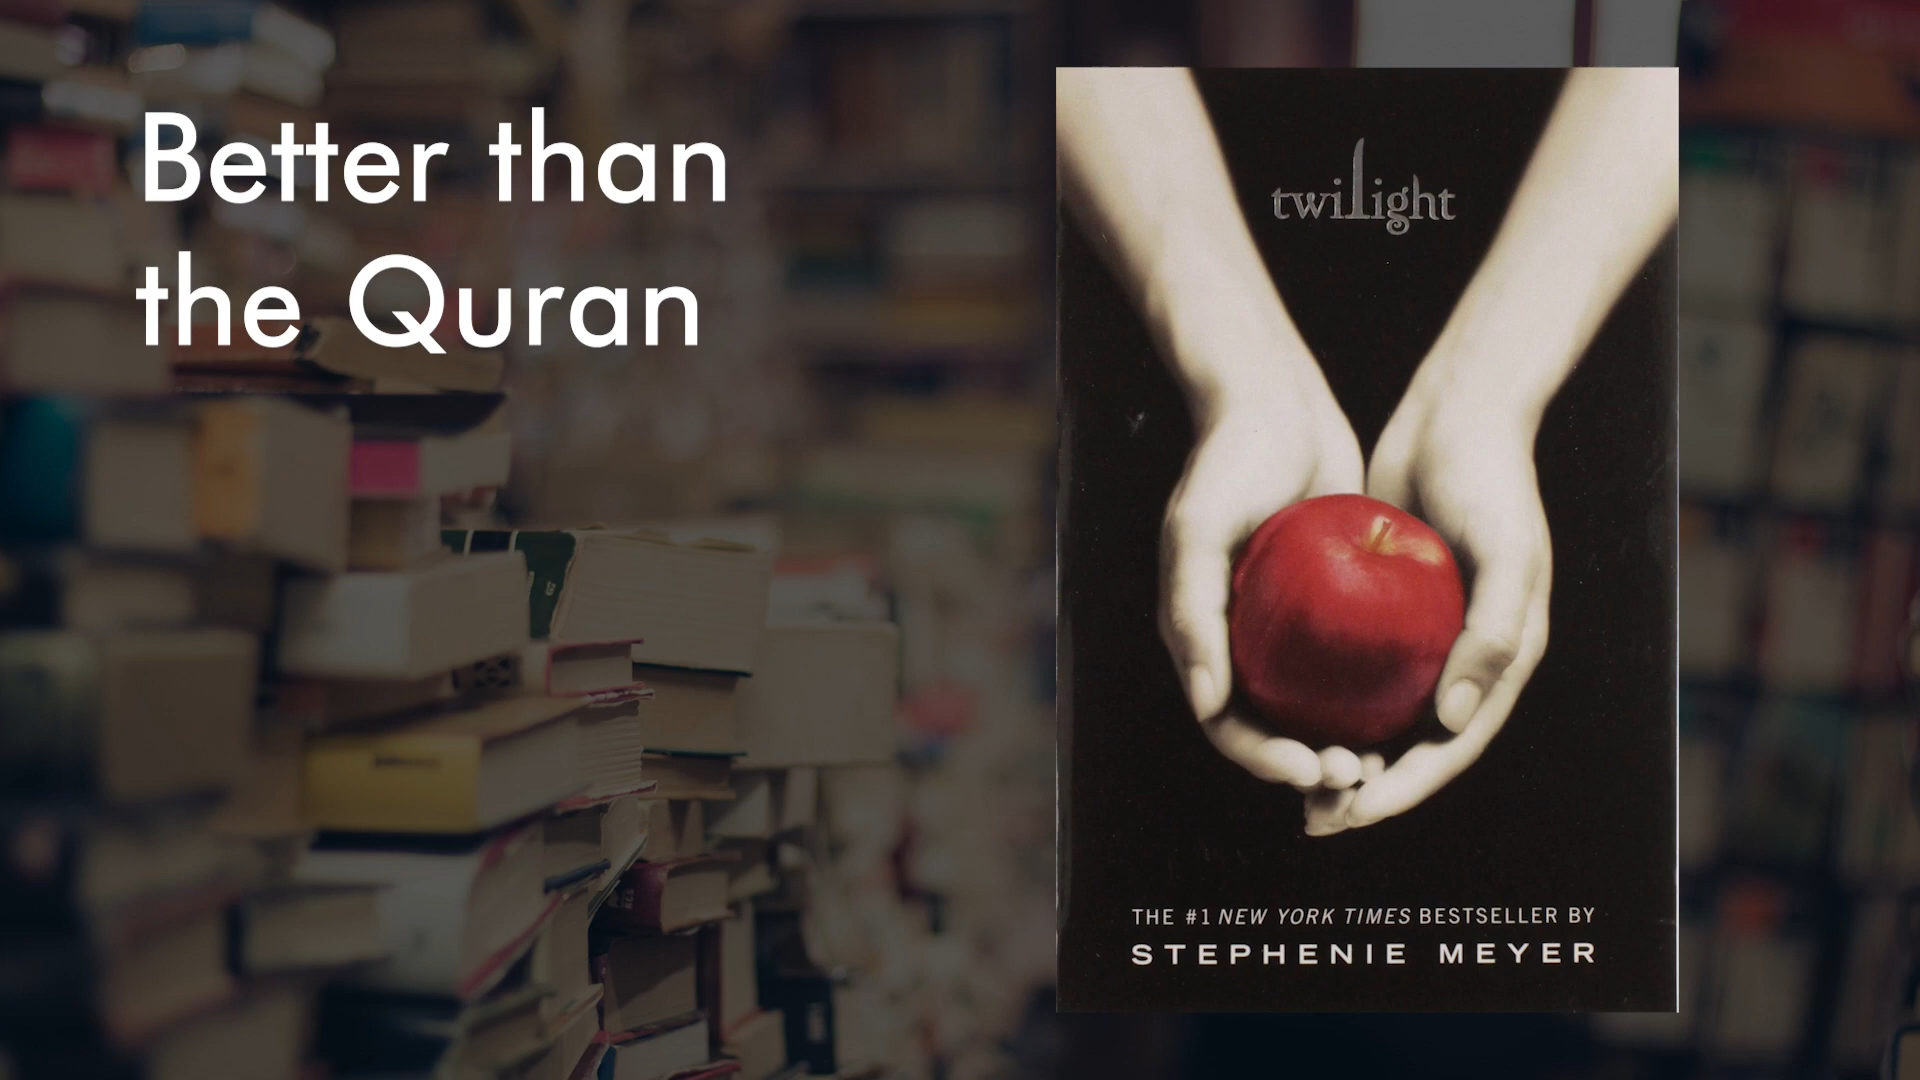 Better than
the Quran
twilight
THE #1 NEW YORK TIMES BESTSELLER BY
STEPHENIE MEYER